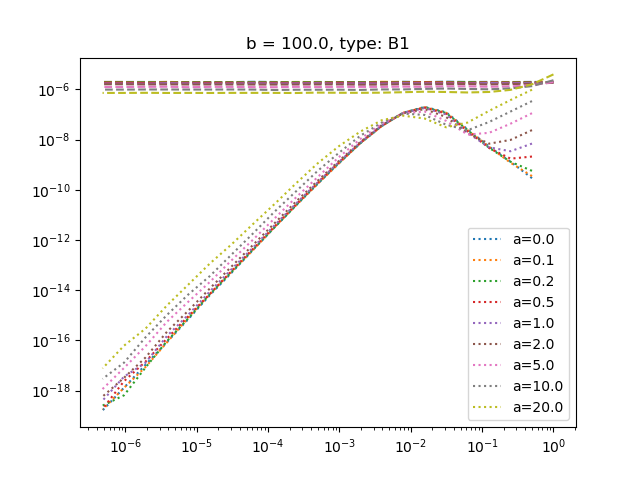 b = 100.0, type: B1
10⁻⁶
10⁻⁸
10⁻¹⁰
10⁻¹²
10⁻¹⁴
10⁻¹⁶
10⁻¹⁸
a=0.0
a=0.1
a=0.2
a=0.5
a=1.0
a=2.0
a=5.0
a=10.0
a=20.0
10⁻⁶ 10⁻⁵ 10⁻⁴ 10⁻³ 10⁻² 10⁻¹ 10⁰